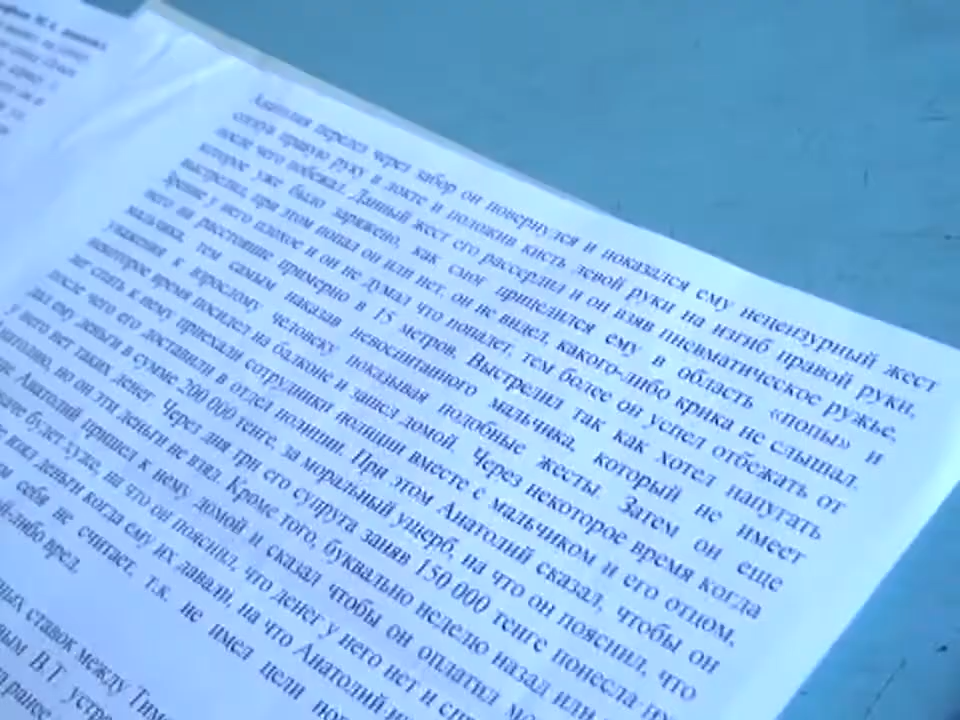 Анатолия перелез через забор он повернулся и показался ему непензурный жест
согнув правую руку в локте и положив кисть левой руки на изгиб правой руки,
после чего побежал. Данный жест его рассердил и он взяв пневматическое ружье,
которое уже было заряжено, как смог прицелился ему в область «попы» и
выстрелил, при этом попал он или нет, он не видел, какого-либо крика не слышал.
Зрение у него плохое и он не думал что попадет, тем более он успел отбежать от
него на расстояние примерно в 15 метров. Выстрелил так как хотел напугать
мальчика, тем самым наказав невоспитанного мальчика, который не имеет
уважения к взрослому человеку показывая подобные жесты. Затем он еще
некоторое время посидел на балконе и зашел домой. Через некоторое время когда
лег спать к нему приехали сотрудники полиции вместе с мальчиком и его отцом,
после чего его доставили в отдел полиции. При этом Анатолий сказал, чтобы он
дал ему деньги в сумме 200 000 тенге, за моральный ущерб, на что он пояснил, что
у него нет таких денег. Через дня три его супруга заняв 150 000 тенге понесла их
Анатолию, но он эти деньги не взял. Кроме того, буквально неделю назад или
Анатолий пришел к нему домой и сказал чтобы он оплатил
будет хуже, на что он пояснил, что денег у него нет и
взял деньги когда ему их давали, на что Анатолий
себя не считает, т.к. не имел цели
вред.
ставок между
В.Т.
ранее